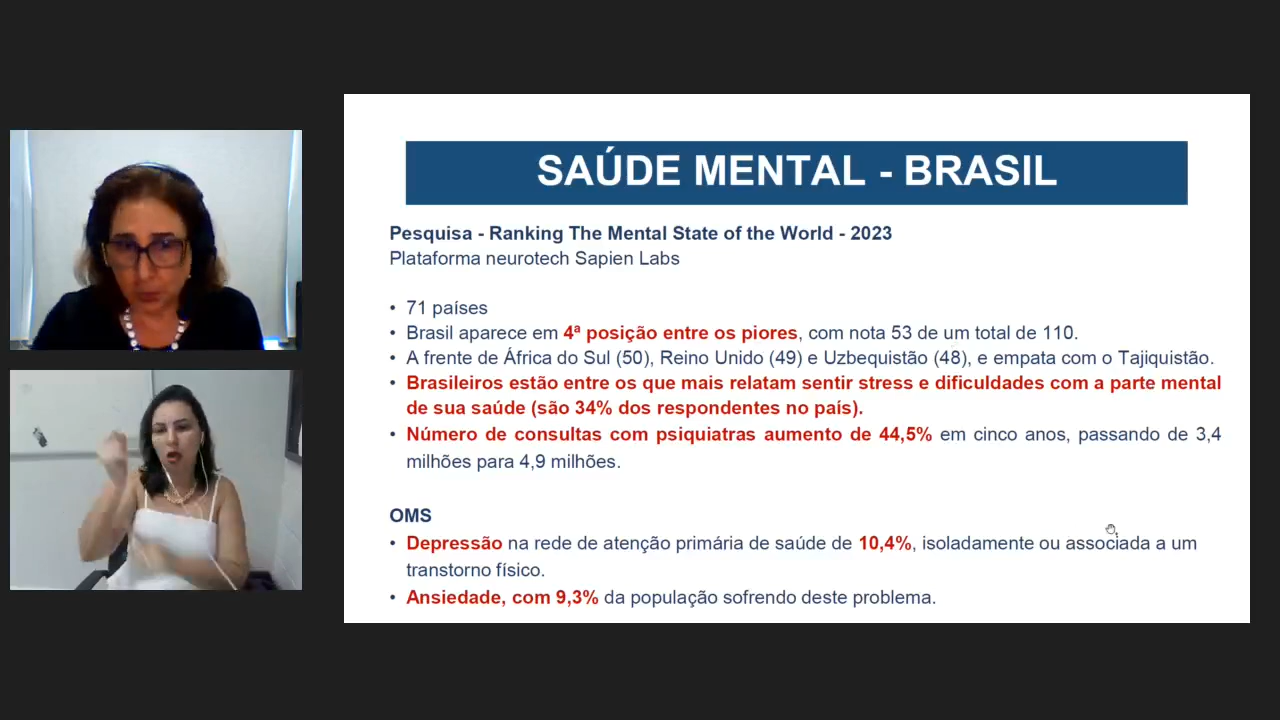 SAÚDE MENTAL - BRASIL
Pesquisa - Ranking The Mental State of the World - 2023
Plataforma neurotech Sapien Labs
• 71 países
• Brasil aparece em 4ª posição entre os piores, com nota 53 de um total de 110.
• A frente de África do Sul (50), Reino Unido (49) e Uzbequistão (48), e empata com o Tajiquistão.
• Brasileiros estão entre os que mais relatam sentir stress e dificuldades com a parte mental
de sua saúde (são 34% dos respondentes no país).
• Número de consultas com psiquiatras aumento de 44,5% em cinco anos, passando de 3,4
milhões para 4,9 milhões.
OMS
• Depressão na rede de atenção primária de saúde de 10,4%, isoladamente ou associada a um
transtorno físico.
• Ansiedade, com 9,3% da população sofrendo deste problema.